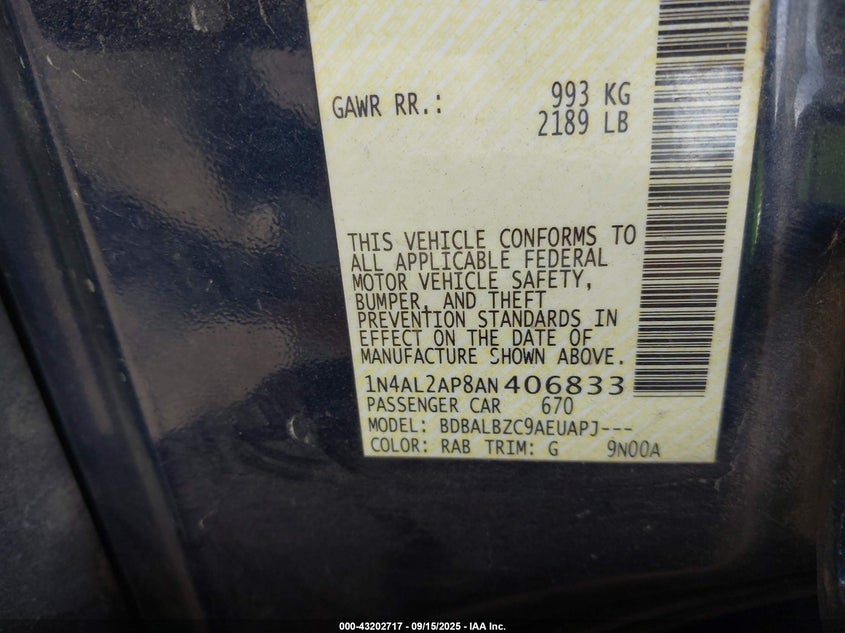 GAWR RR.: 993 KG
2189 LB
THIS VEHICLE CONFORMS TO
ALL APPLICABLE FEDERAL
MOTOR VEHICLE SAFETY,
BUMPER, AND THEFT
PREVENTION STANDARDS IN
EFFECT ON THE DATE OF
MANUFACTURE SHOWN ABOVE.
1N4AL2AP8AN406833
PASSENGER CAR 670
MODEL: BDBALBZC9AEUAPJ---
COLOR: RAB TRIM: G 9N00A
000-43202717 - 09/15/2025 - IAA Inc.